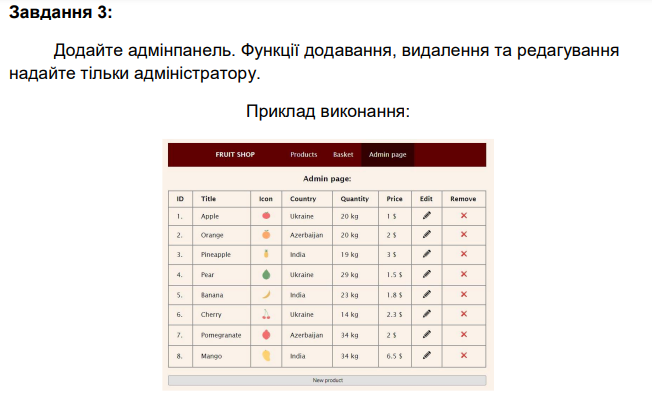 Завдання 3:
Додайте адмінпанель. Функції додавання, видалення та редагування
надайте тільки адміністратору.
Приклад виконання:
FRUIT SHOP Products Basket Admin page
Admin page:
ID Title Icon Country Quantity Price Edit Remove
1. Apple Ukraine 20 kg 1 $
2. Orange Azerbaijan 20 kg 2 $
3. Pineapple India 19 kg 3 $
4. Pear Ukraine 29 kg 1.5 $
5. Banana India 23 kg 1.8 $
6. Cherry Ukraine 14 kg 2.3 $
7. Pomegranate Azerbaijan 34 kg 2 $
8. Mango India 34 kg 6.5 $
New product